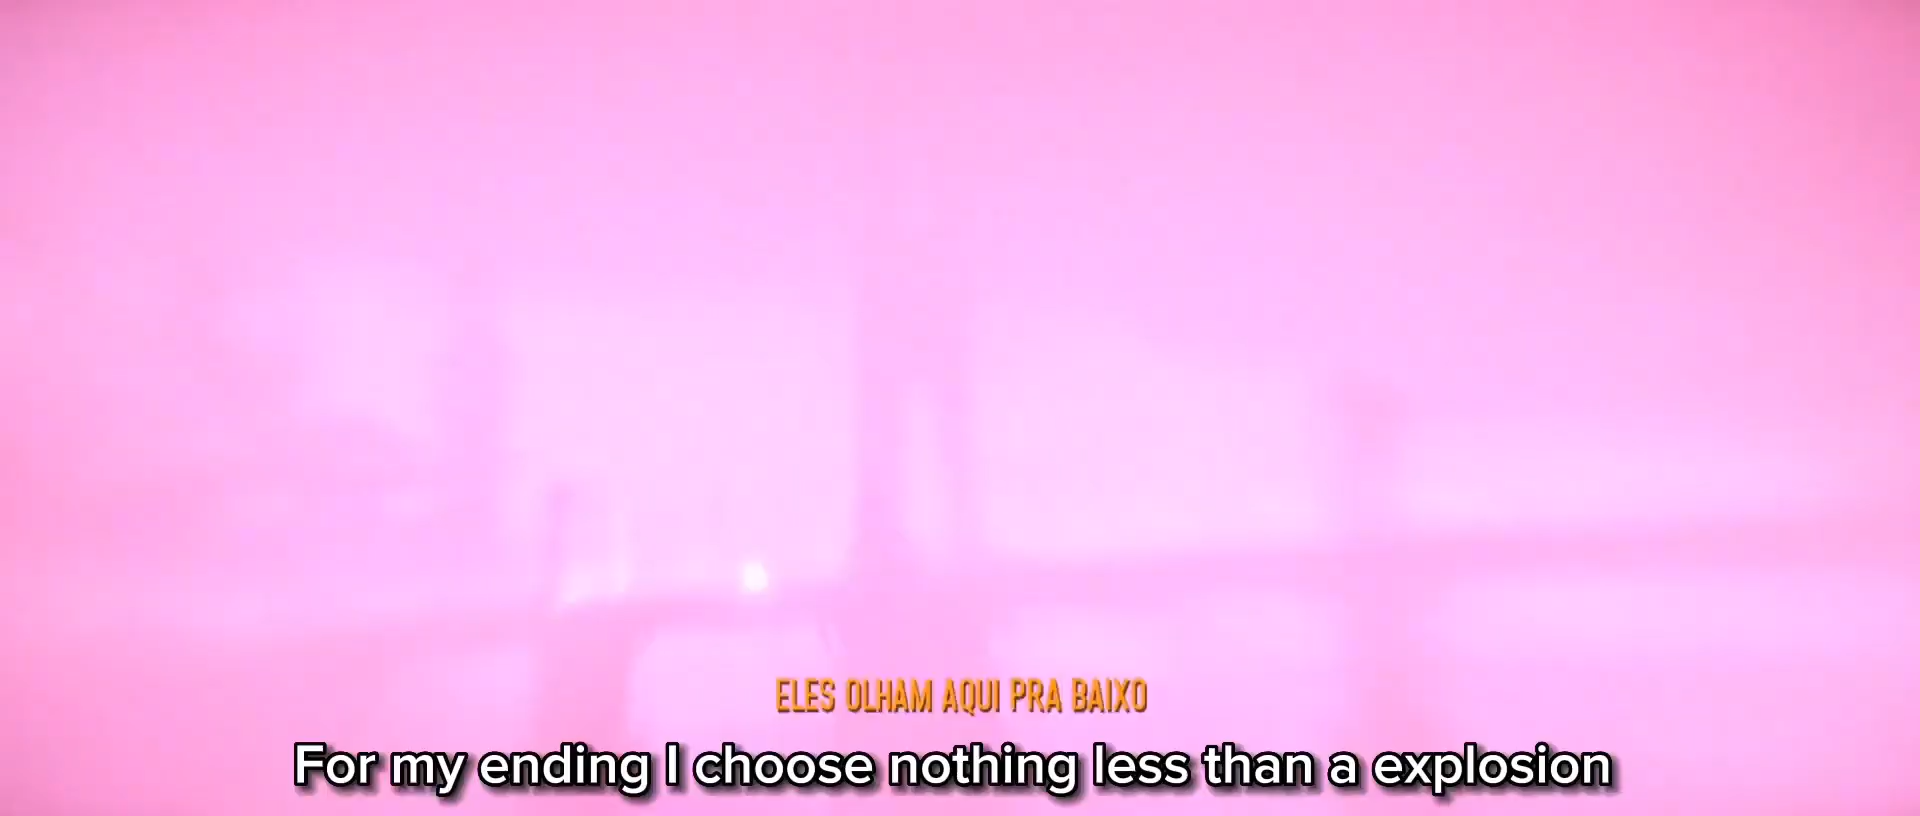 ELES OLHAM AQUI PRA BAIXO
For my ending I choose nothing less than a explosion